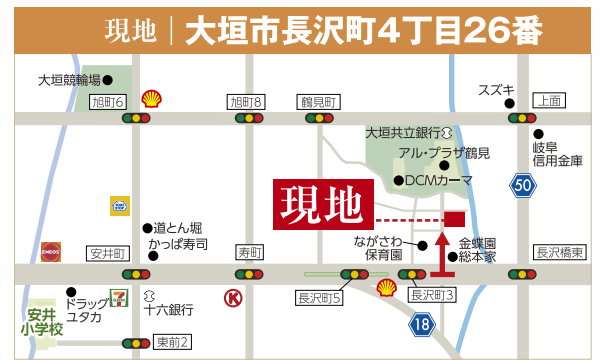 現地 | 大垣市長沢町4丁目26番
大垣競輪場
旭町6
旭町8
鶴見町
スズキ
上面
大垣共立銀行
アル・プラザ鶴見
DCMカーマ
岐阜
信用金庫
50
現地
道とん堀
かっぱ寿司
ENEOS
安井町
寿町
ながさわ
保育園
金蝶園
総本家
長沢橋東
ドラッグ
ユタカ
7
十六銀行
K
長沢町5
長沢町3
18
安井
小学校
東前2